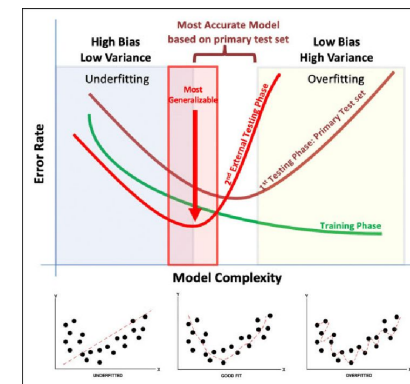 Most Accurate Model
based on primary test set
High Bias
Low Variance
Low Bias
High Variance
Underfitting
Overfitting
Most
Generalizable
2nd External Testing Phase
1st Testing Phase: Primary Test set
Training Phase
Error Rate
Model Complexity
UNDERFITTED
GOOD FIT
OVERFITTED